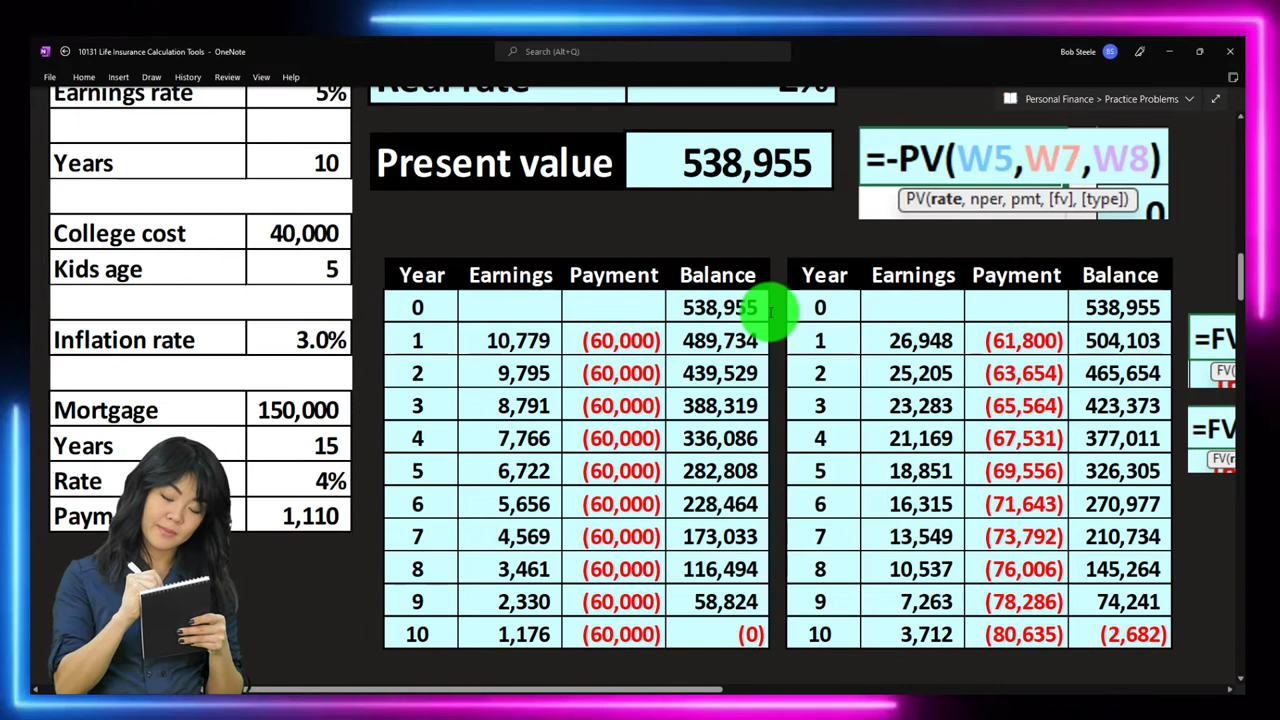 10131 Life Insurance Calculation Tools - OneNote
Search (Alt+Q)
Bob Steele
BS
File Home Insert Draw History Review View Help
Personal Finance > Practice Problems
Earnings rate 5%
Years 10
College cost 40,000
Kids age 5
Inflation rate 3.0%
Mortgage 150,000
Years 15
Rate 4%
Paym 1,110
Real rate 2%
Present value 538,955
=-PV(W5,W7,W8)
PV(rate, nper, pmt, [fv], [type])
0
Year Earnings Payment Balance
0 538,955
1 10,779 (60,000) 489,734
2 9,795 (60,000) 439,529
3 8,791 (60,000) 388,319
4 7,766 (60,000) 336,086
5 6,722 (60,000) 282,808
6 5,656 (60,000) 228,464
7 4,569 (60,000) 173,033
8 3,461 (60,000) 116,494
9 2,330 (60,000) 58,824
10 1,176 (60,000) (0)
Year Earnings Payment Balance
0 538,955
1 26,948 (61,800) 504,103
2 25,205 (63,654) 465,654
3 23,283 (65,564) 423,373
4 21,169 (67,531) 377,011
5 18,851 (69,556) 326,305
6 16,315 (71,643) 270,977
7 13,549 (73,792) 210,734
8 10,537 (76,006) 145,264
9 7,263 (78,286) 74,241
10 3,712 (80,635) (2,682)
=FV
FV(
=FV
FV(r